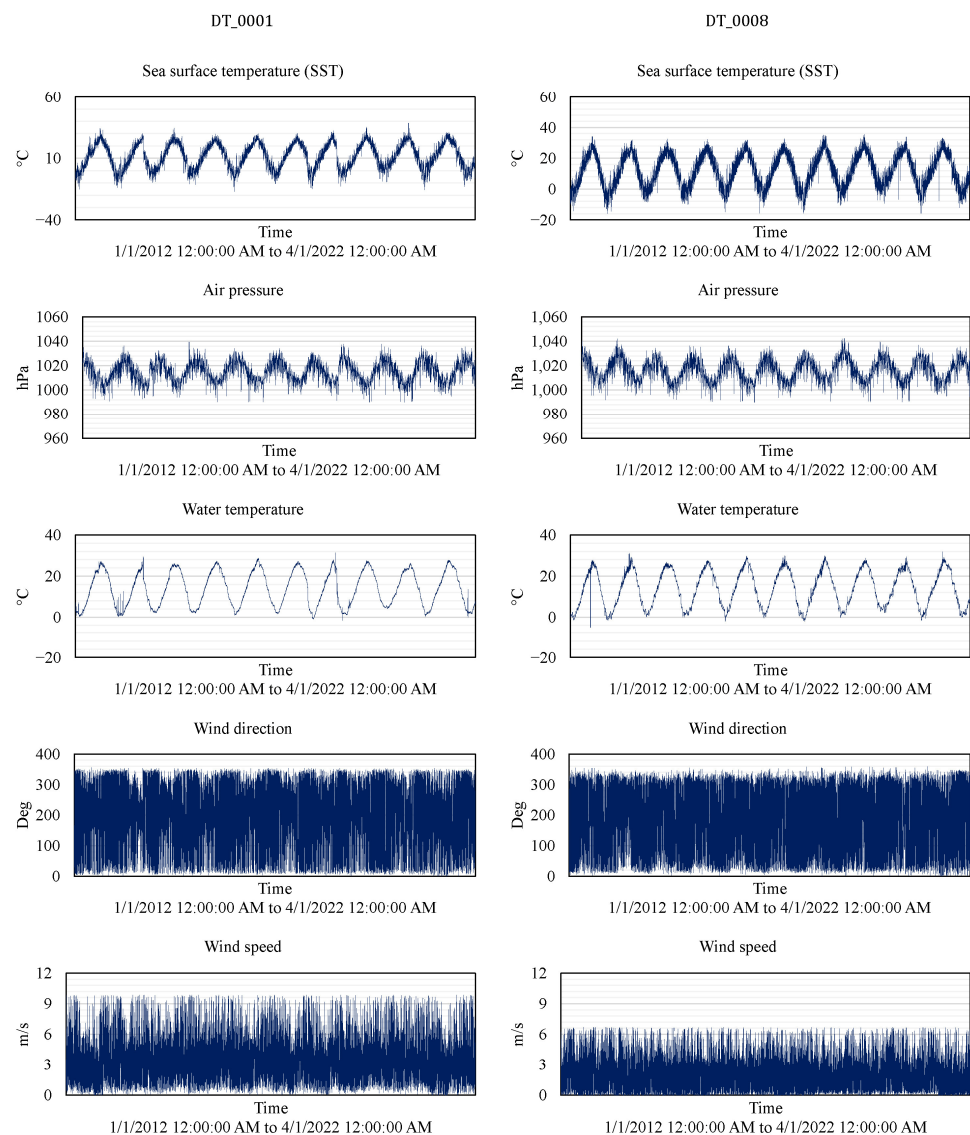 DT_0001
DT_0008
Sea surface temperature (SST)
Sea surface temperature (SST)
60
10
−40
°C
Time
1/1/2012 12:00:00 AM to 4/1/2022 12:00:00 AM
60
40
20
0
−20
°C
Time
1/1/2012 12:00:00 AM to 4/1/2022 12:00:00 AM
Air pressure
Air pressure
1060
1040
1020
1000
980
960
hPa
Time
1/1/2012 12:00:00 AM to 4/1/2022 12:00:00 AM
1,060
1,040
1,020
1,000
980
960
hPa
Time
1/1/2012 12:00:00 AM to 4/1/2022 12:00:00 AM
Water temperature
Water temperature
40
20
0
−20
°C
Time
1/1/2012 12:00:00 AM to 4/1/2022 12:00:00 AM
40
20
0
−20
°C
Time
1/1/2012 12:00:00 AM to 4/1/2022 12:00:00 AM
Wind direction
Wind direction
400
300
200
100
0
Deg
Time
1/1/2012 12:00:00 AM to 4/1/2022 12:00:00 AM
400
300
200
100
0
Deg
Time
1/1/2012 12:00:00 AM to 4/1/2022 12:00:00 AM
Wind speed
Wind speed
12
9
6
3
0
m/s
Time
1/1/2012 12:00:00 AM to 4/1/2022 12:00:00 AM
12
9
6
3
0
m/s
Time
1/1/2012 12:00:00 AM to 4/1/2022 12:00:00 AM